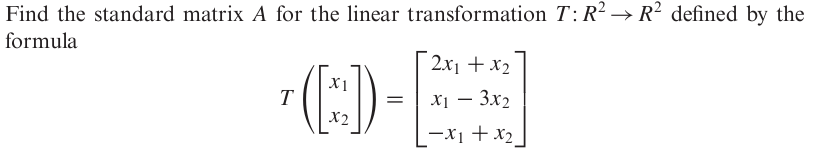 Find the standard matrix A for the linear transformation T: R² → R² defined by the
formula
T([x₁ x₂]) = [2x₁ + x₂
x₁ − 3x₂
−x₁ + x₂]